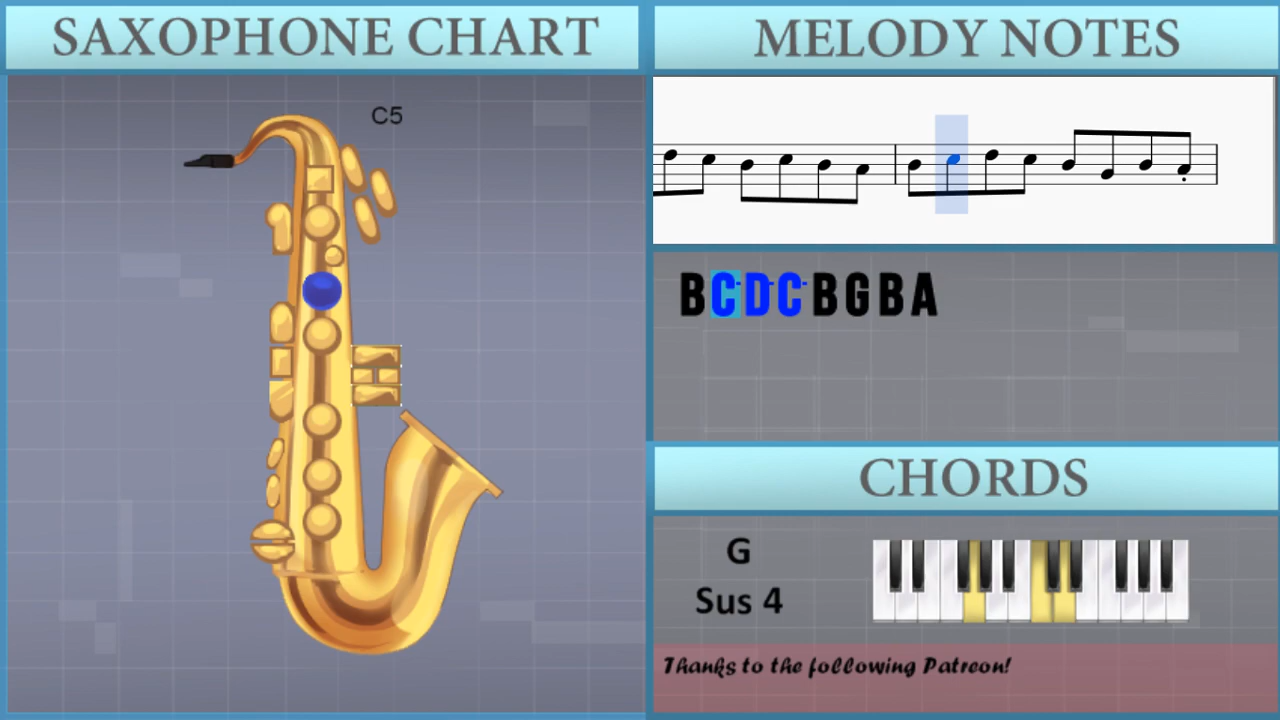 SAXOPHONE CHART
C5
MELODY NOTES
BCDCBGBA
CHORDS
G
Sus 4
Thanks to the following Patreon!